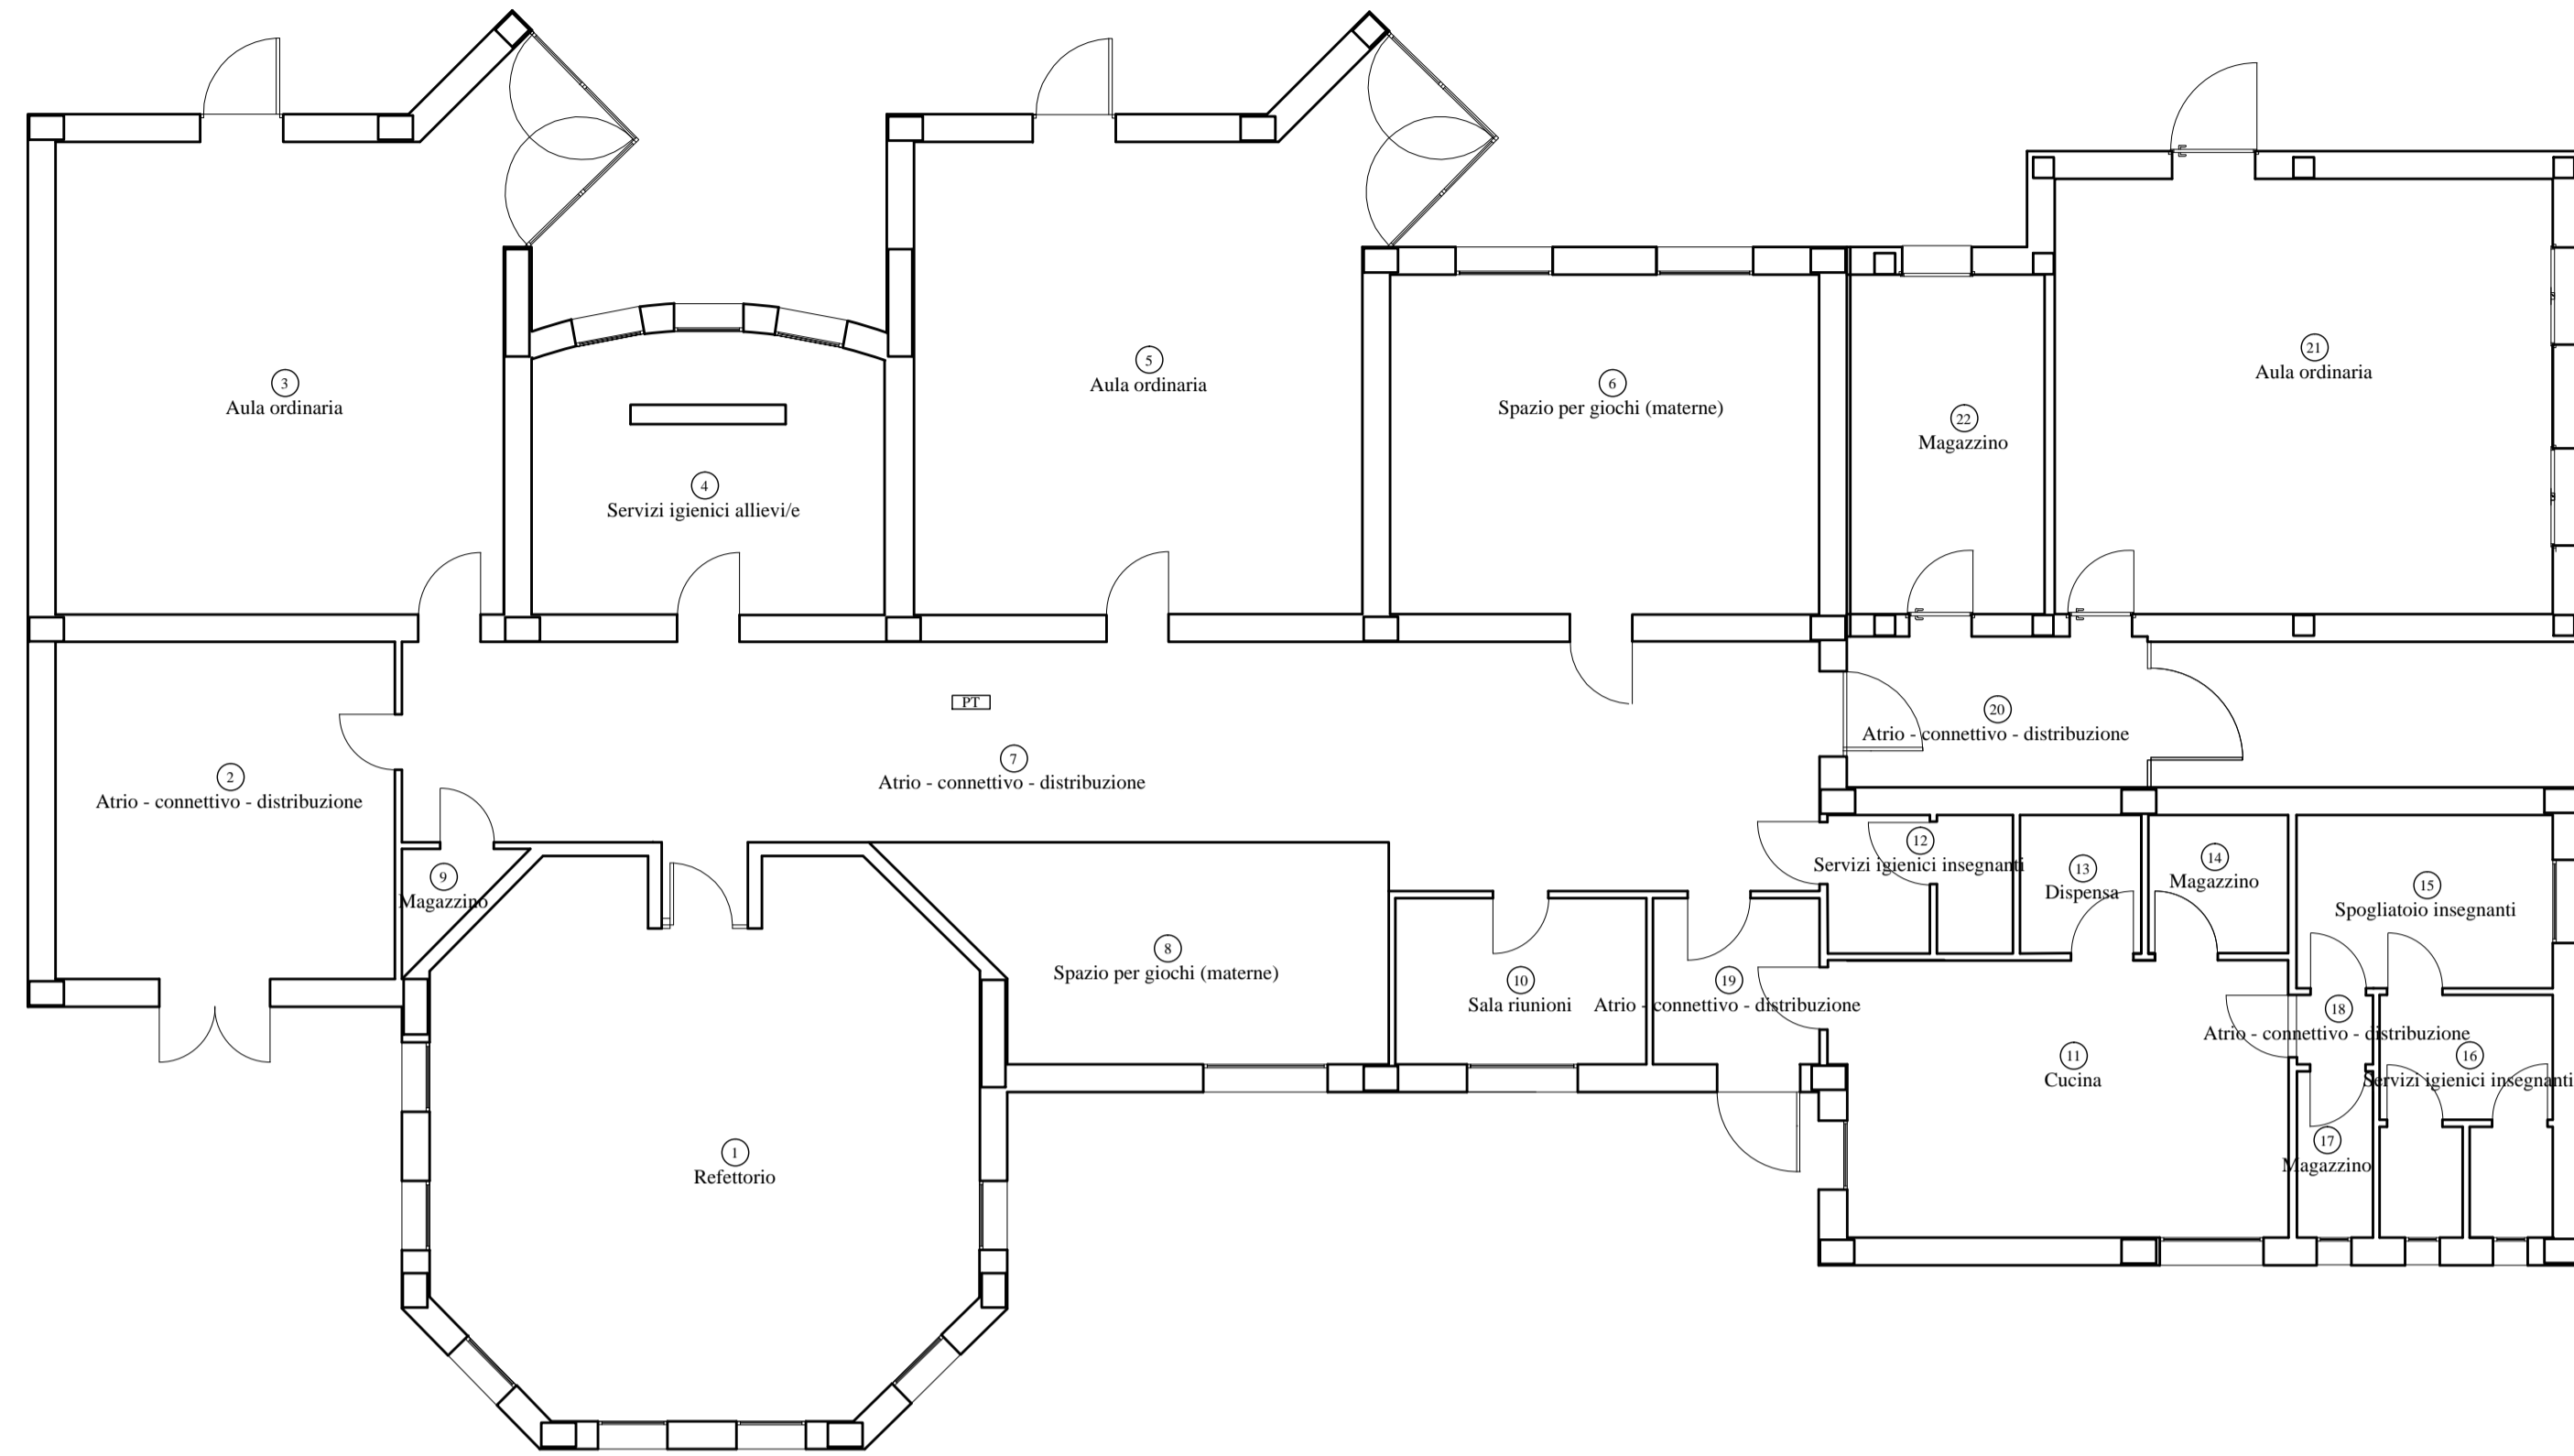 3
Aula ordinaria
4
Servizi igienici allievi/e
5
Aula ordinaria
6
Spazio per giochi (materne)
22
Magazzino
21
Aula ordinaria
2
Atrio - connettivo - distribuzione
PT
7
Atrio - connettivo - distribuzione
20
Atrio - connettivo - distribuzione
9
Magazzino
8
Spazio per giochi (materne)
10
Sala riunioni
19
Atrio - connettivo - distribuzione
12
Servizi igienici insegnanti
13
Dispensa
14
Magazzino
15
Spogliatoio insegnanti
18
Atrio - connettivo - distribuzione
16
Servizi igienici insegnanti
11
Cucina
17
Magazzino
1
Refettorio